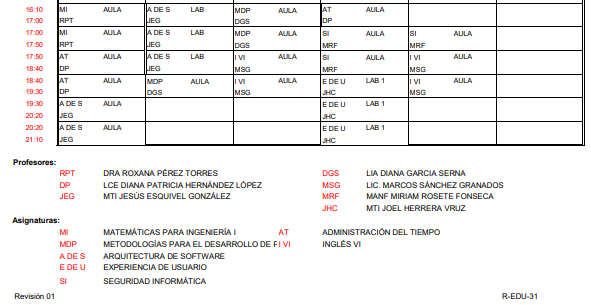 16:10 MI AULA A DE S LAB MDP AULA AT AULA
17:00 RPT JEG DGS DP
17:00 MI AULA A DE S LAB MDP AULA SI AULA SI AULA
17:50 RPT JEG DGS MRF MRF
17:50 AT AULA A DE S LAB I VI AULA SI AULA I VI AULA
18:40 DP JEG MSG MRF MSG
18:40 AT AULA MDP AULA I VI AULA E DE U LAB 1 I VI AULA
19:30 DP DGS MSG JHC MSG
19:30 A DE S AULA E DE U LAB 1
20:20 JEG JHC
20:20 A DE S AULA E DE U LAB 1
21:10 JEG JHC
Profesores:
RPT DRA ROXANA PÉREZ TORRES DGS LIA DIANA GARCIA SERNA
DP LCE DIANA PATRICIA HERNÁNDEZ LÓPEZ MSG LIC. MARCOS SÁNCHEZ GRANADOS
JEG MTI JESÚS ESQUIVEL GONZÁLEZ MRF MANF MIRIAM ROSETE FONSECA
JHC MTI JOEL HERRERA VRUZ
Asignaturas:
MI MATEMÁTICAS PARA INGENIERÍA I AT ADMINISTRACIÓN DEL TIEMPO
MDP METODOLOGÍAS PARA EL DESARROLLO DE F I VI INGLÉS VI
A DE S ARQUITECTURA DE SOFTWARE
E DE U EXPERIENCIA DE USUARIO
SI SEGURIDAD INFORMÁTICA
Revisión 01 R-EDU-31